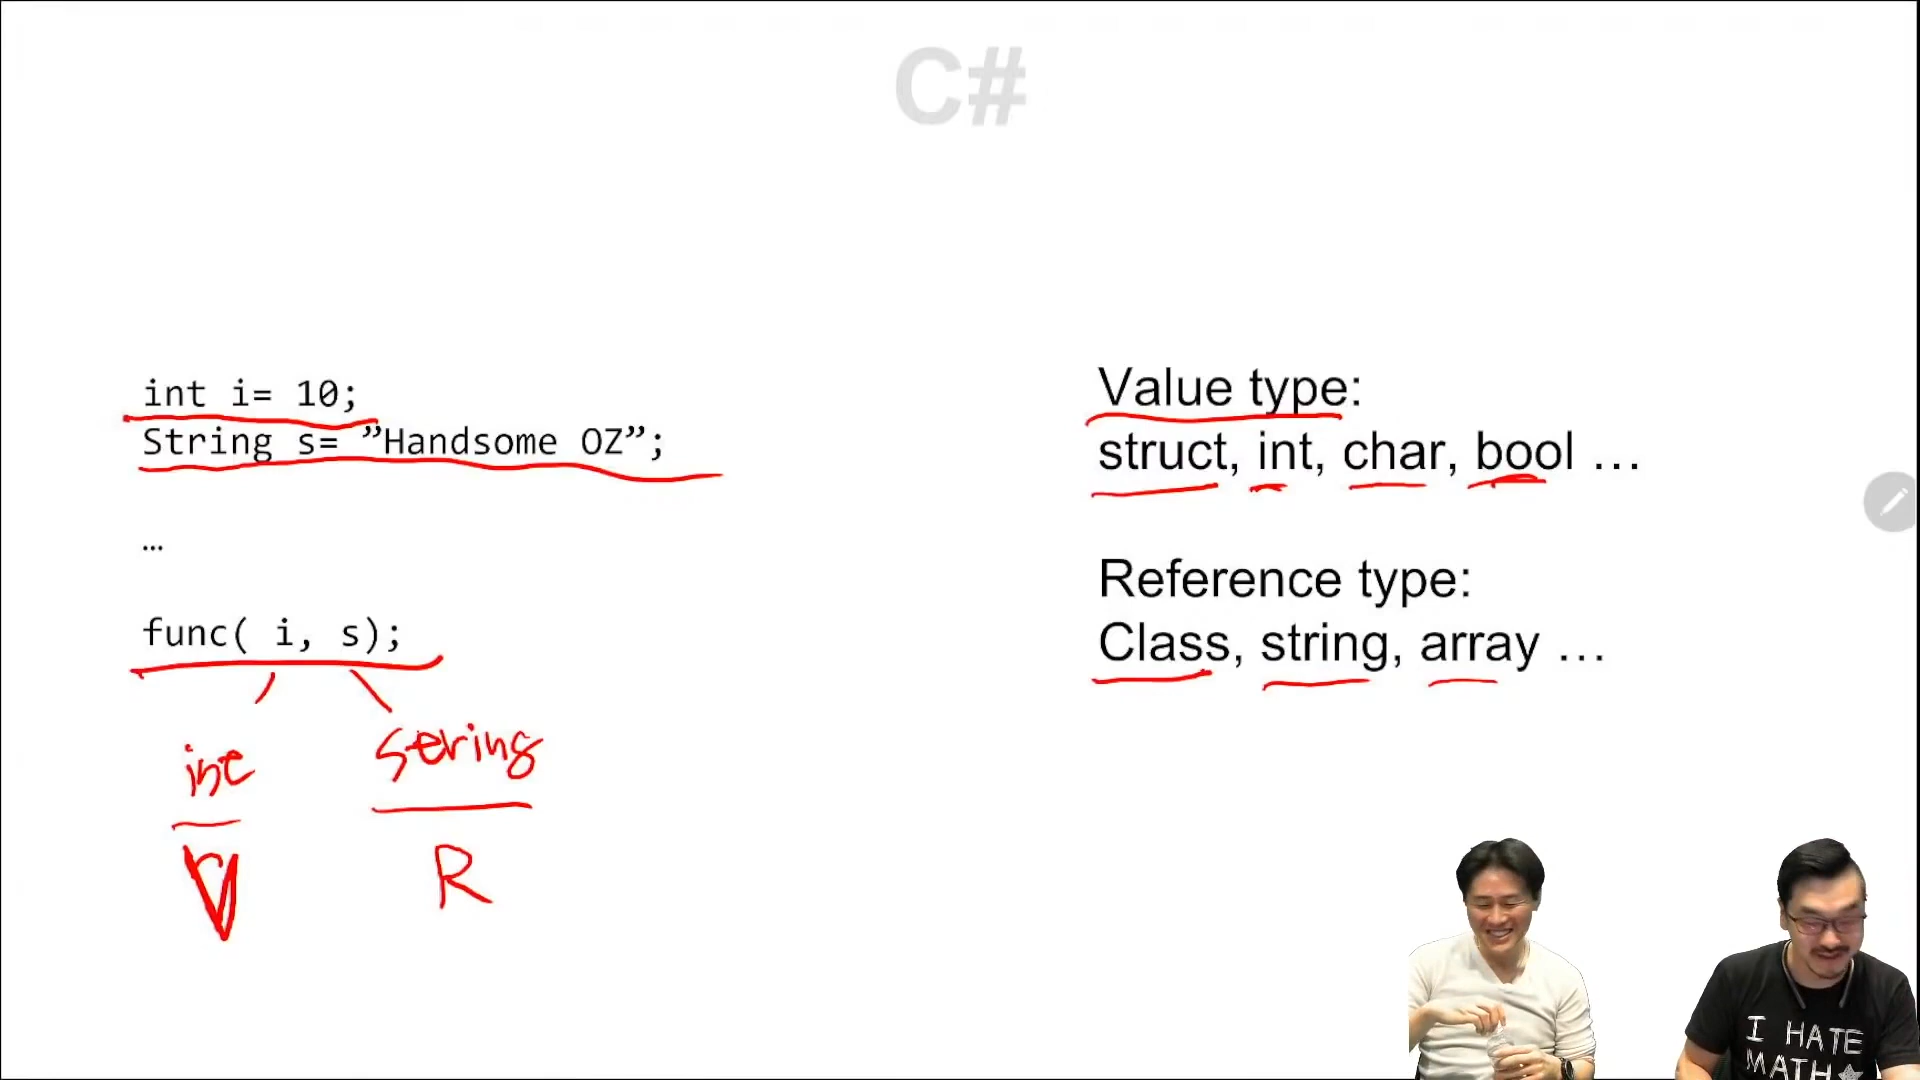 C#
int i= 10;
String s= ”Handsome OZ”;
…
func( i, s);
int
string
V
R
Value type:
struct, int, char, bool …
Reference type:
Class, string, array …
I HATE
MATH